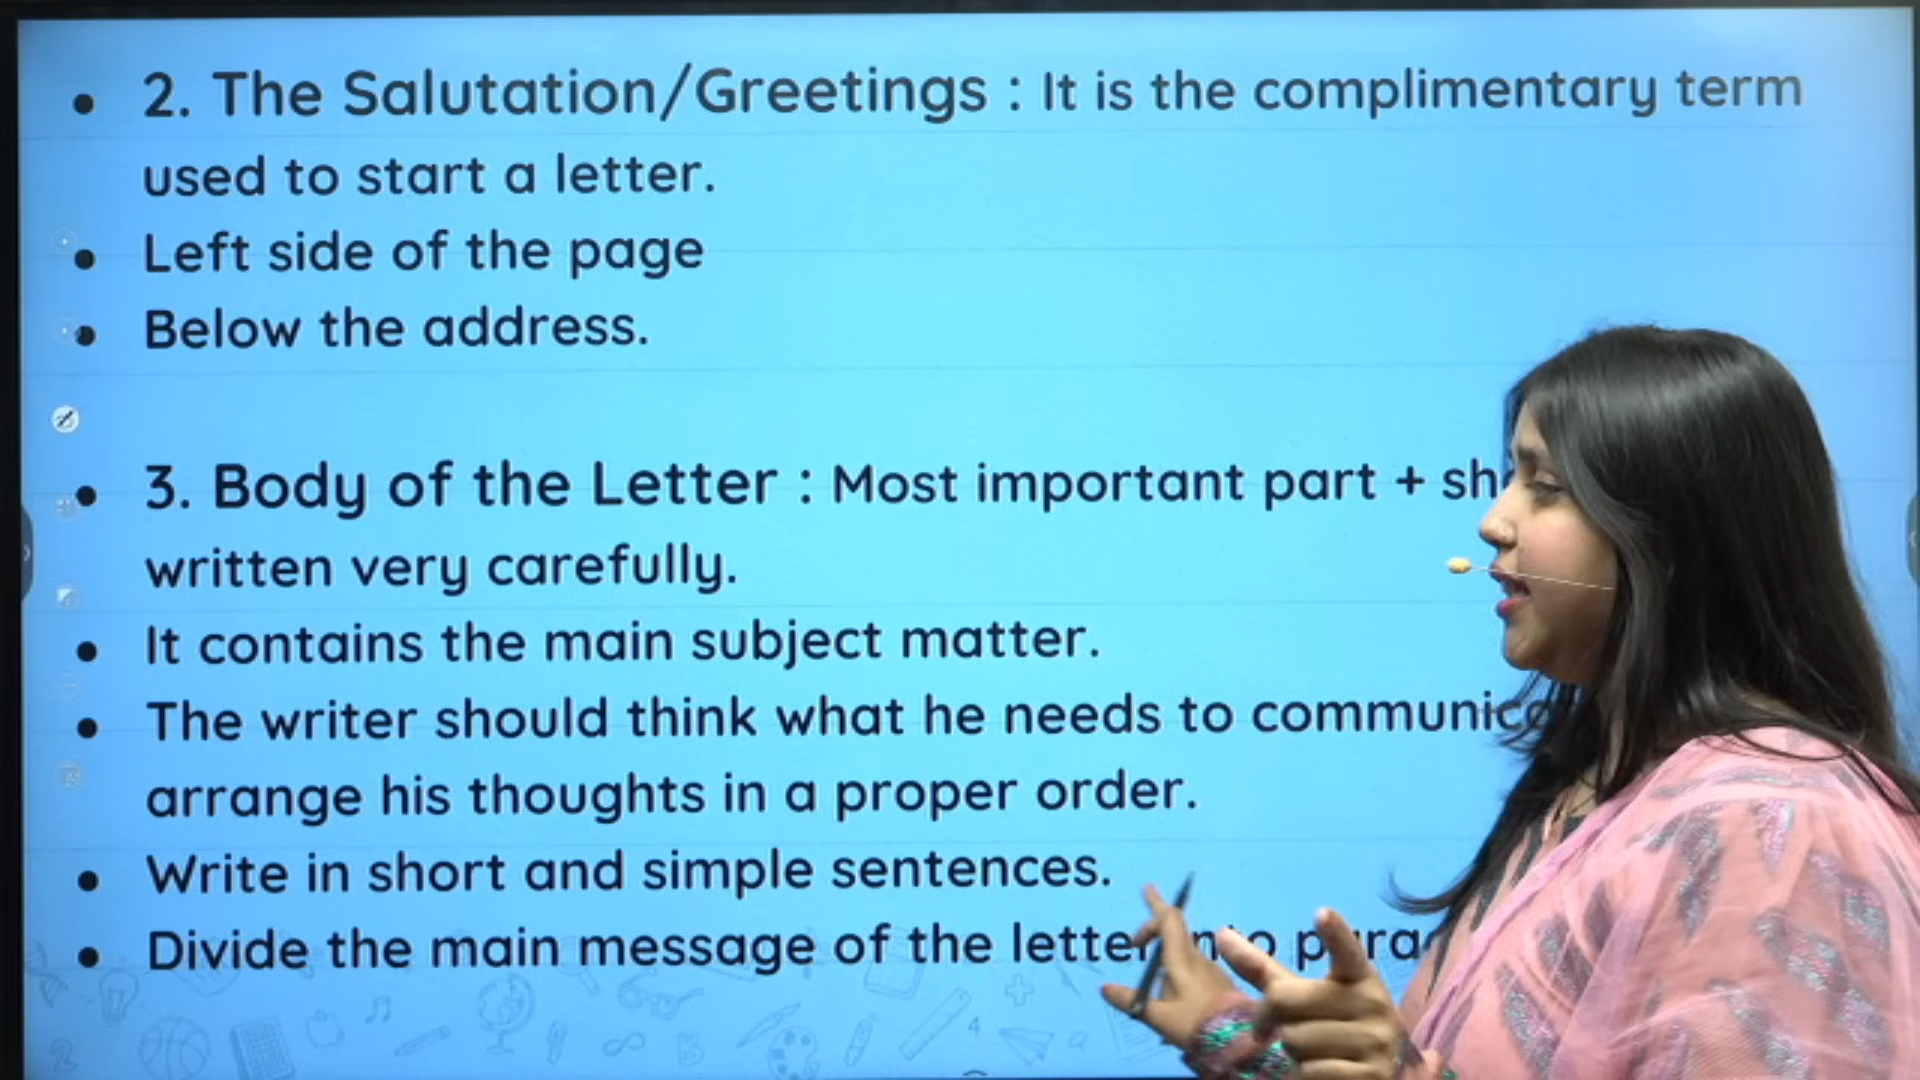 • 2. The Salutation/Greetings : It is the complimentary term
used to start a letter.
• Left side of the page
• Below the address.
• 3. Body of the Letter : Most important part +
written very carefully.
• It contains the main subject matter.
• The writer should think what he needs to
arrange his thoughts in a proper order.
• Write in short and simple sentences.
• Divide the main message of the letter
4